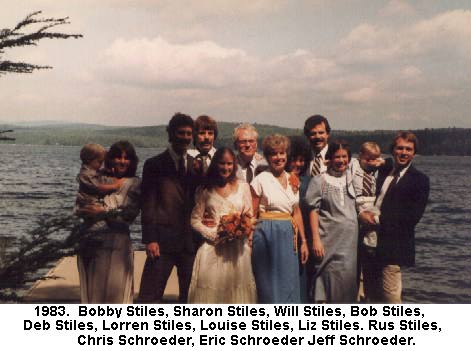 1983. Bobby Stiles, Sharon Stiles, Will Stiles, Bob Stiles,
Deb Stiles, Lorren Stiles, Louise Stiles, Liz Stiles. Rus Stiles,
Chris Schroeder, Eric Schroeder Jeff Schroeder.